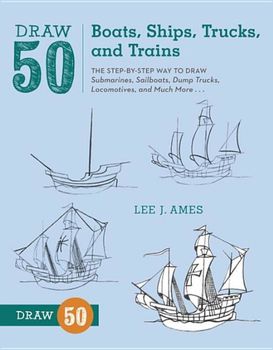 DRAW
50
Boats, Ships, Trucks,
and Trains
THE STEP-BY-STEP WAY TO DRAW
Submarines, Sailboats, Dump Trucks,
Locomotives, and Much More . . .
LEE J. AMES
DRAW 50